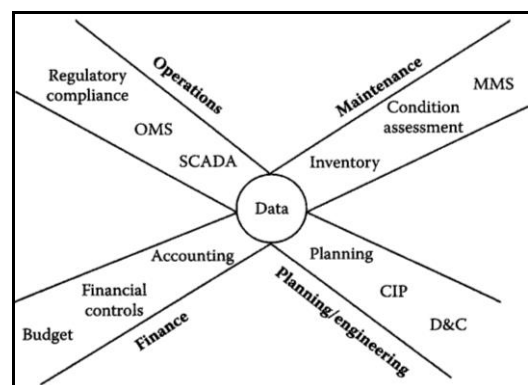 Regulatory
compliance
OMS
SCADA
Operations
Maintenance
MMS
Condition
assessment
Inventory
Data
Accounting
Financial
controls
Budget
Finance
Planning
CIP
D&C
Planning/engineering